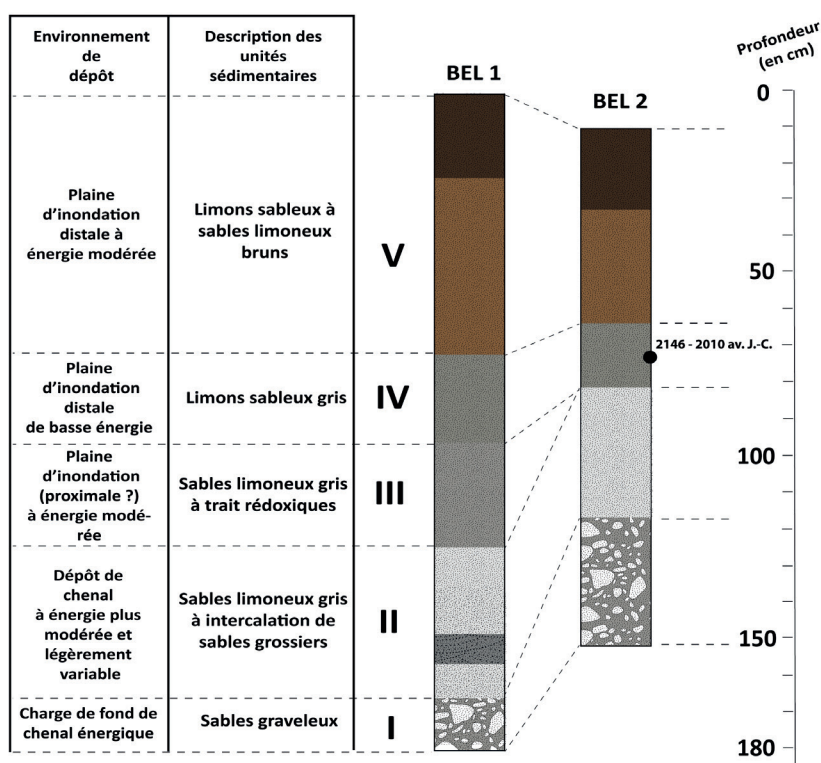 Environnement
de
dépôt
Description des
unités
sédimentaires
BEL 1
BEL 2
Profondeur
(en cm)
0
50
100
150
180
Plaine
d'inondation
distale à
énergie modérée
Limons sableux à
sables limoneux
bruns
V
Plaine
d'inondation
distale
de basse énergie
Limons sableux gris
IV
2146 - 2010 av. J.-C.
Plaine
d'inondation
(proximale ?)
à énergie modé-
rée
Sables limoneux gris
à trait rédoxiques
III
Dépôt de
chenal
à énergie plus
modérée et
légèrement
variable
Sables limoneux gris
à intercalation de
sables grossiers
II
Charge de fond de
chenal énergique
Sables graveleux
I